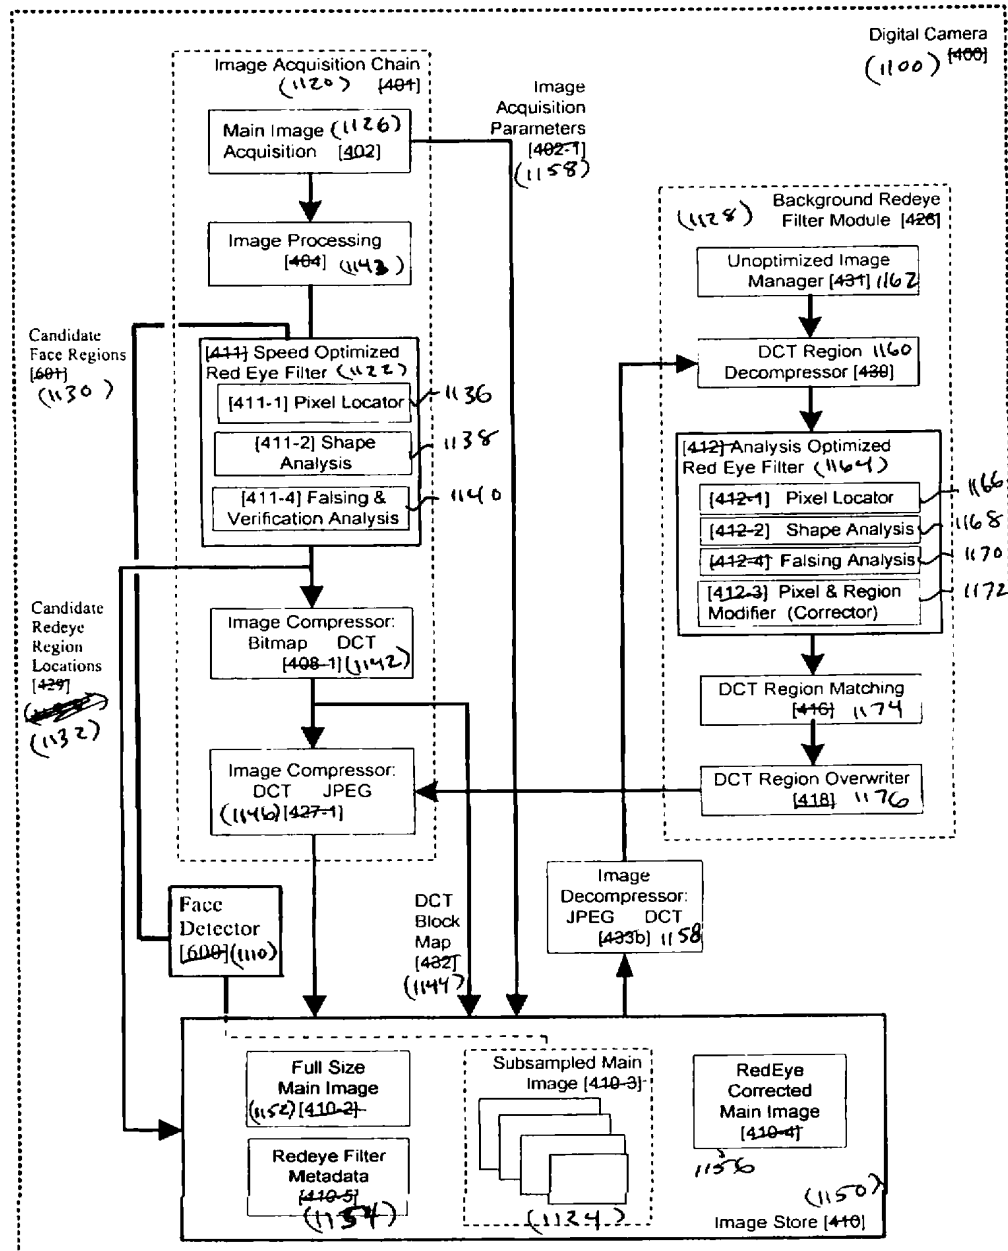 Digital Camera
(1100) [400]
Image Acquisition Chain
(1120) [401]
Main Image (1126)
Acquisition [402]
Image
Acquisition
Parameters
[402-1]
(1158)
Image Processing
[404] (1143)
(1128) Background Redeye
Filter Module [426]
Unoptimized Image
Manager [431] 1162
DCT Region 1160
Decompressor [430]
Candidate
Face Regions
[601]
(1130)
[411] Speed Optimized
Red Eye Filter (1122)
[411-1] Pixel Locator 1136
[411-2] Shape
Analysis 1138
[411-4] Falsing &
Verification Analysis 1140
[412] Analysis Optimized
Red Eye Filter (1164)
[412-1] Pixel Locator 1166
[412-2] Shape Analysis 1168
[412-4] Falsing Analysis 1170
[412-3] Pixel & Region
Modifier (Corrector) 1172
Candidate
Redeye
Region
Locations
[429]
(1132)
Image Compressor:
Bitmap DCT
[408-1] (1142)
DCT Region Matching
[416] 1174
Image Compressor:
DCT JPEG
(1146) [427-1]
DCT Region Overwriter
[418] 1176
Face
Detector
[600] (1110)
DCT
Block
Map
[432]
(1144)
Image
Decompressor:
JPEG DCT
[433b] 1158
Full Size
Main Image
(1152) [410-2]
Subsampled Main
Image [410-3]
RedEye
Corrected
Main Image
[410-4]
1156
Redeye Filter
Metadata
[410-5]
(1154)
(1124)
(1150)
Image Store [410]